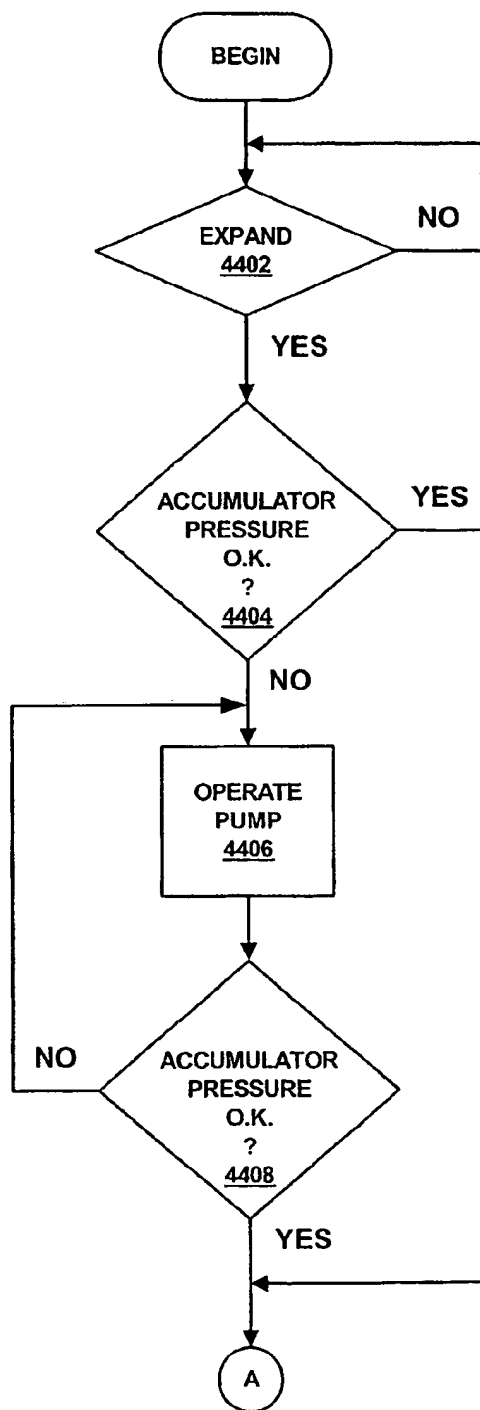 BEGIN
EXPAND
4402
NO
YES
ACCUMULATOR
PRESSURE
O.K.
?
4404
YES
NO
OPERATE
PUMP
4406
NO
ACCUMULATOR
PRESSURE
O.K.
?
4408
YES
A